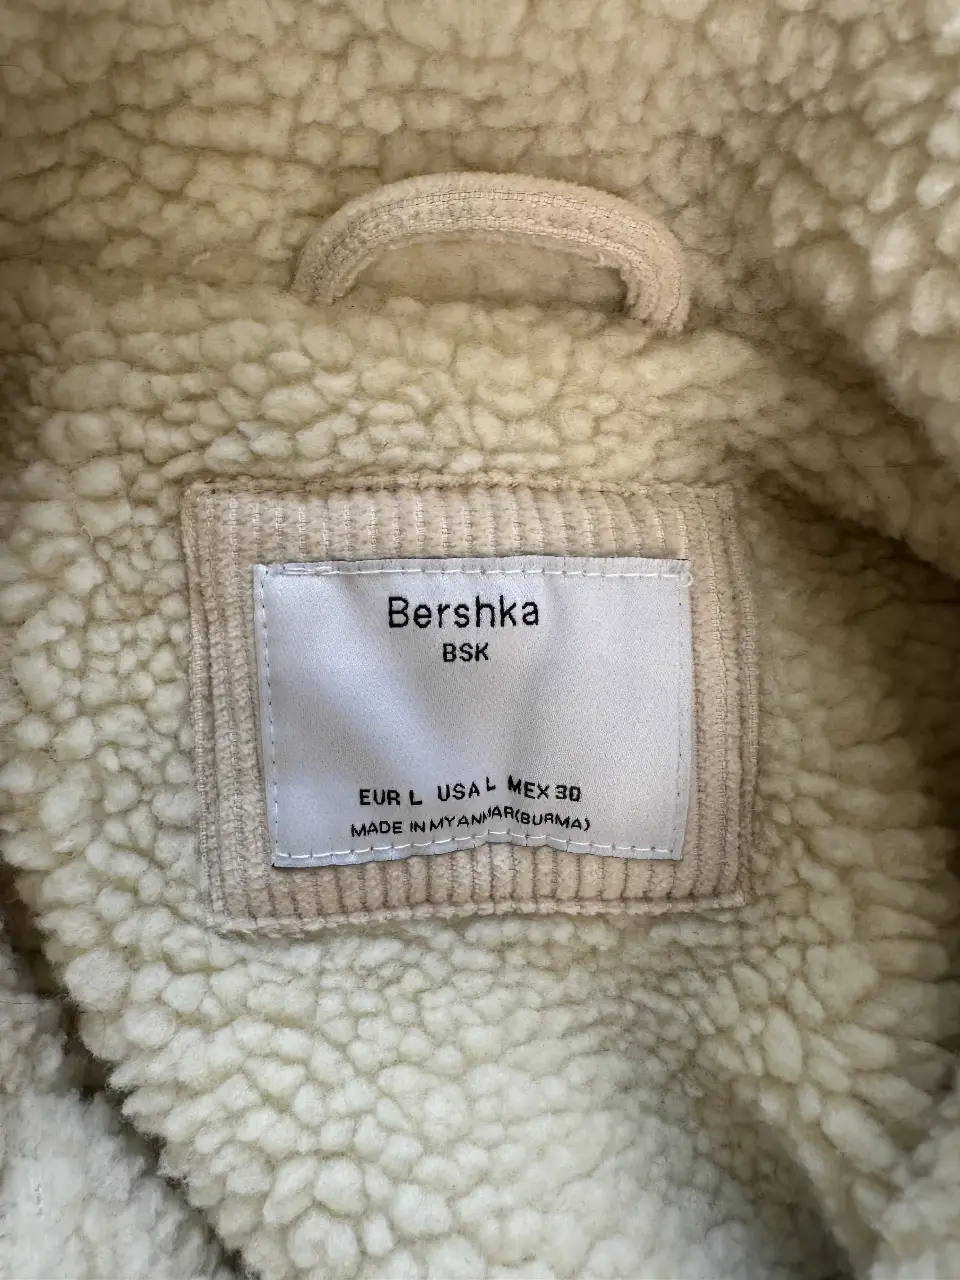 Bershka
BSK
EUR L USA L MEX 30
MADE IN MYANMAR(BURMA)